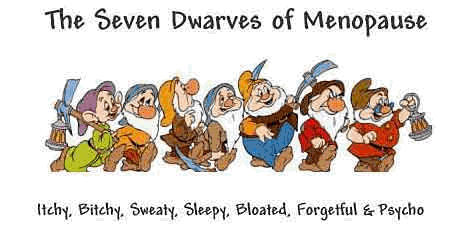 The Seven Dwarves of Menopause
Itchy, Bitchy, Sweaty, Sleepy, Bloated, Forgetful & Psycho